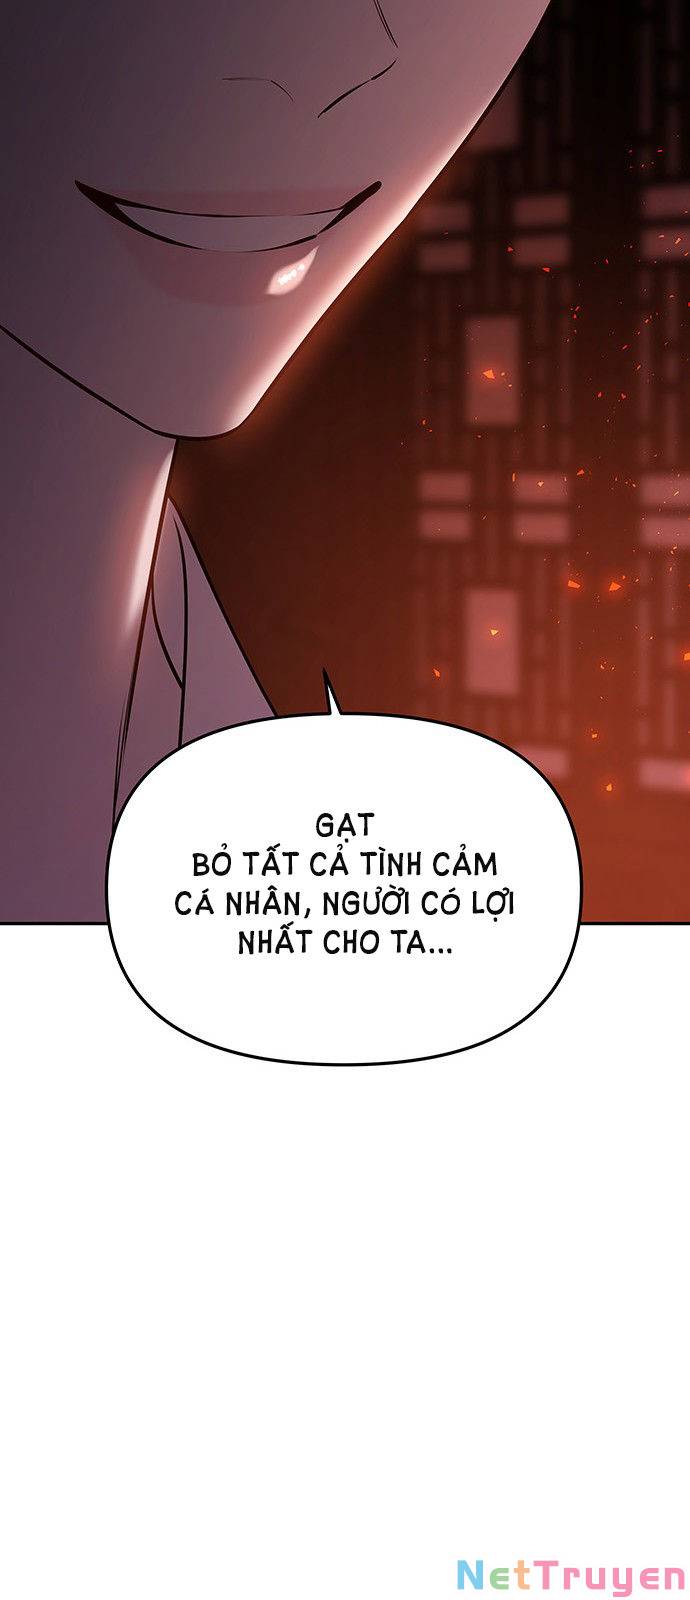 GẠT
BỎ TẤT CẢ TÌNH CẢM
CÁ NHÂN, NGƯỜI CÓ LỢI
NHẤT CHO TA...
NetTruyen